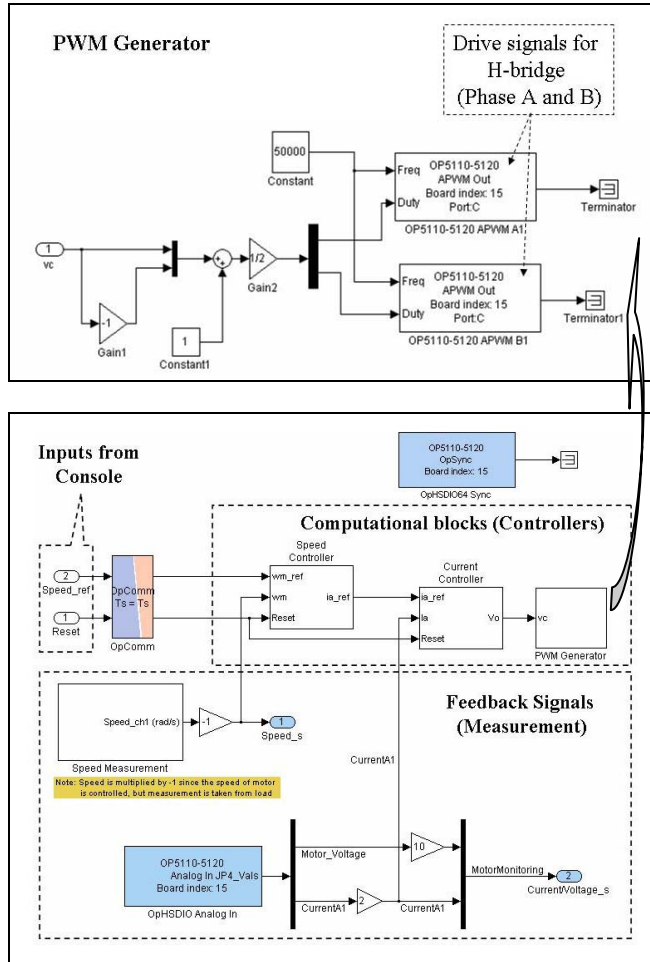 PWM Generator
Drive signals for
H-bridge
(Phase A and B)
50000
Constant
Freq
Duty
OP5110-5120
APWM Out
Board index: 15
Port:C
OP5110-5120 APWM A1
Terminator
1
vc
-1
Gain1
1
Constant1
1/2
Gain2
Freq
Duty
OP5110-5120
APWM Out
Board index: 15
Port:C
OP5110-5120 APWM B1
Terminator1
Inputs from
Console
OP5110-5120
OpSync
Board index: 15
OpHSDIO64 Sync
Computational blocks (Controllers)
2
Speed_ref
1
Reset
OpComm
Ts = Ts
OpComm
Speed
Controller
wm_ref
wm
Reset
ia_ref
Current
Controller
ia_ref
Ia
Reset
Vo
vc
PWM Generator
Feedback Signals
(Measurement)
Speed_ch1 (rad/s)
Speed Measurement
-1
1
Speed_s
Note: Speed is multiplied by -1 since the speed of motor
is controlled, but measurement is taken from load
CurrentA1
OP5110-5120
Analog In JP4_Vals
Board index: 15
OpHSDIO Analog In
Motor_Voltage
10
CurrentA1
2
CurrentA1
MotorMonitoring
2
Current/Voltage_s